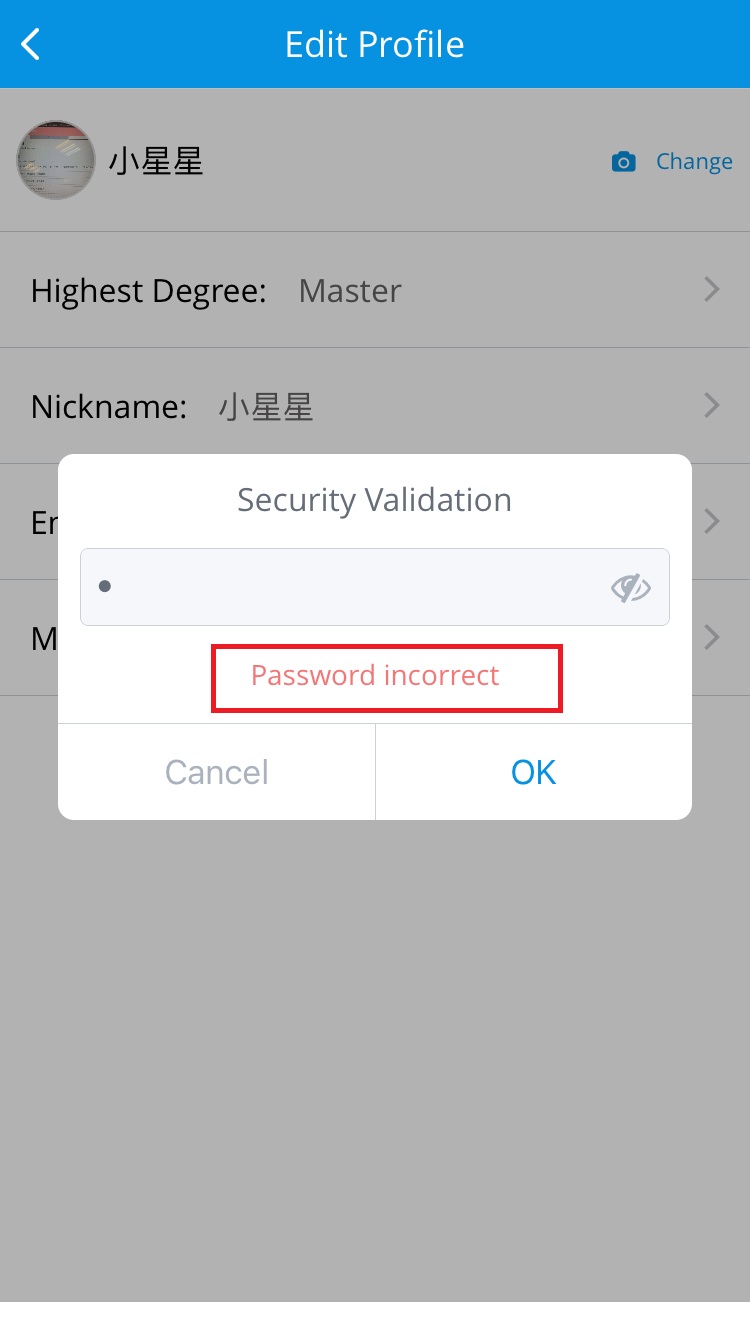 Edit Profile
小星星
Change
Highest Degree: Master
Nickname: 小星星
Er
Security Validation
M
Password incorrect
Cancel
OK